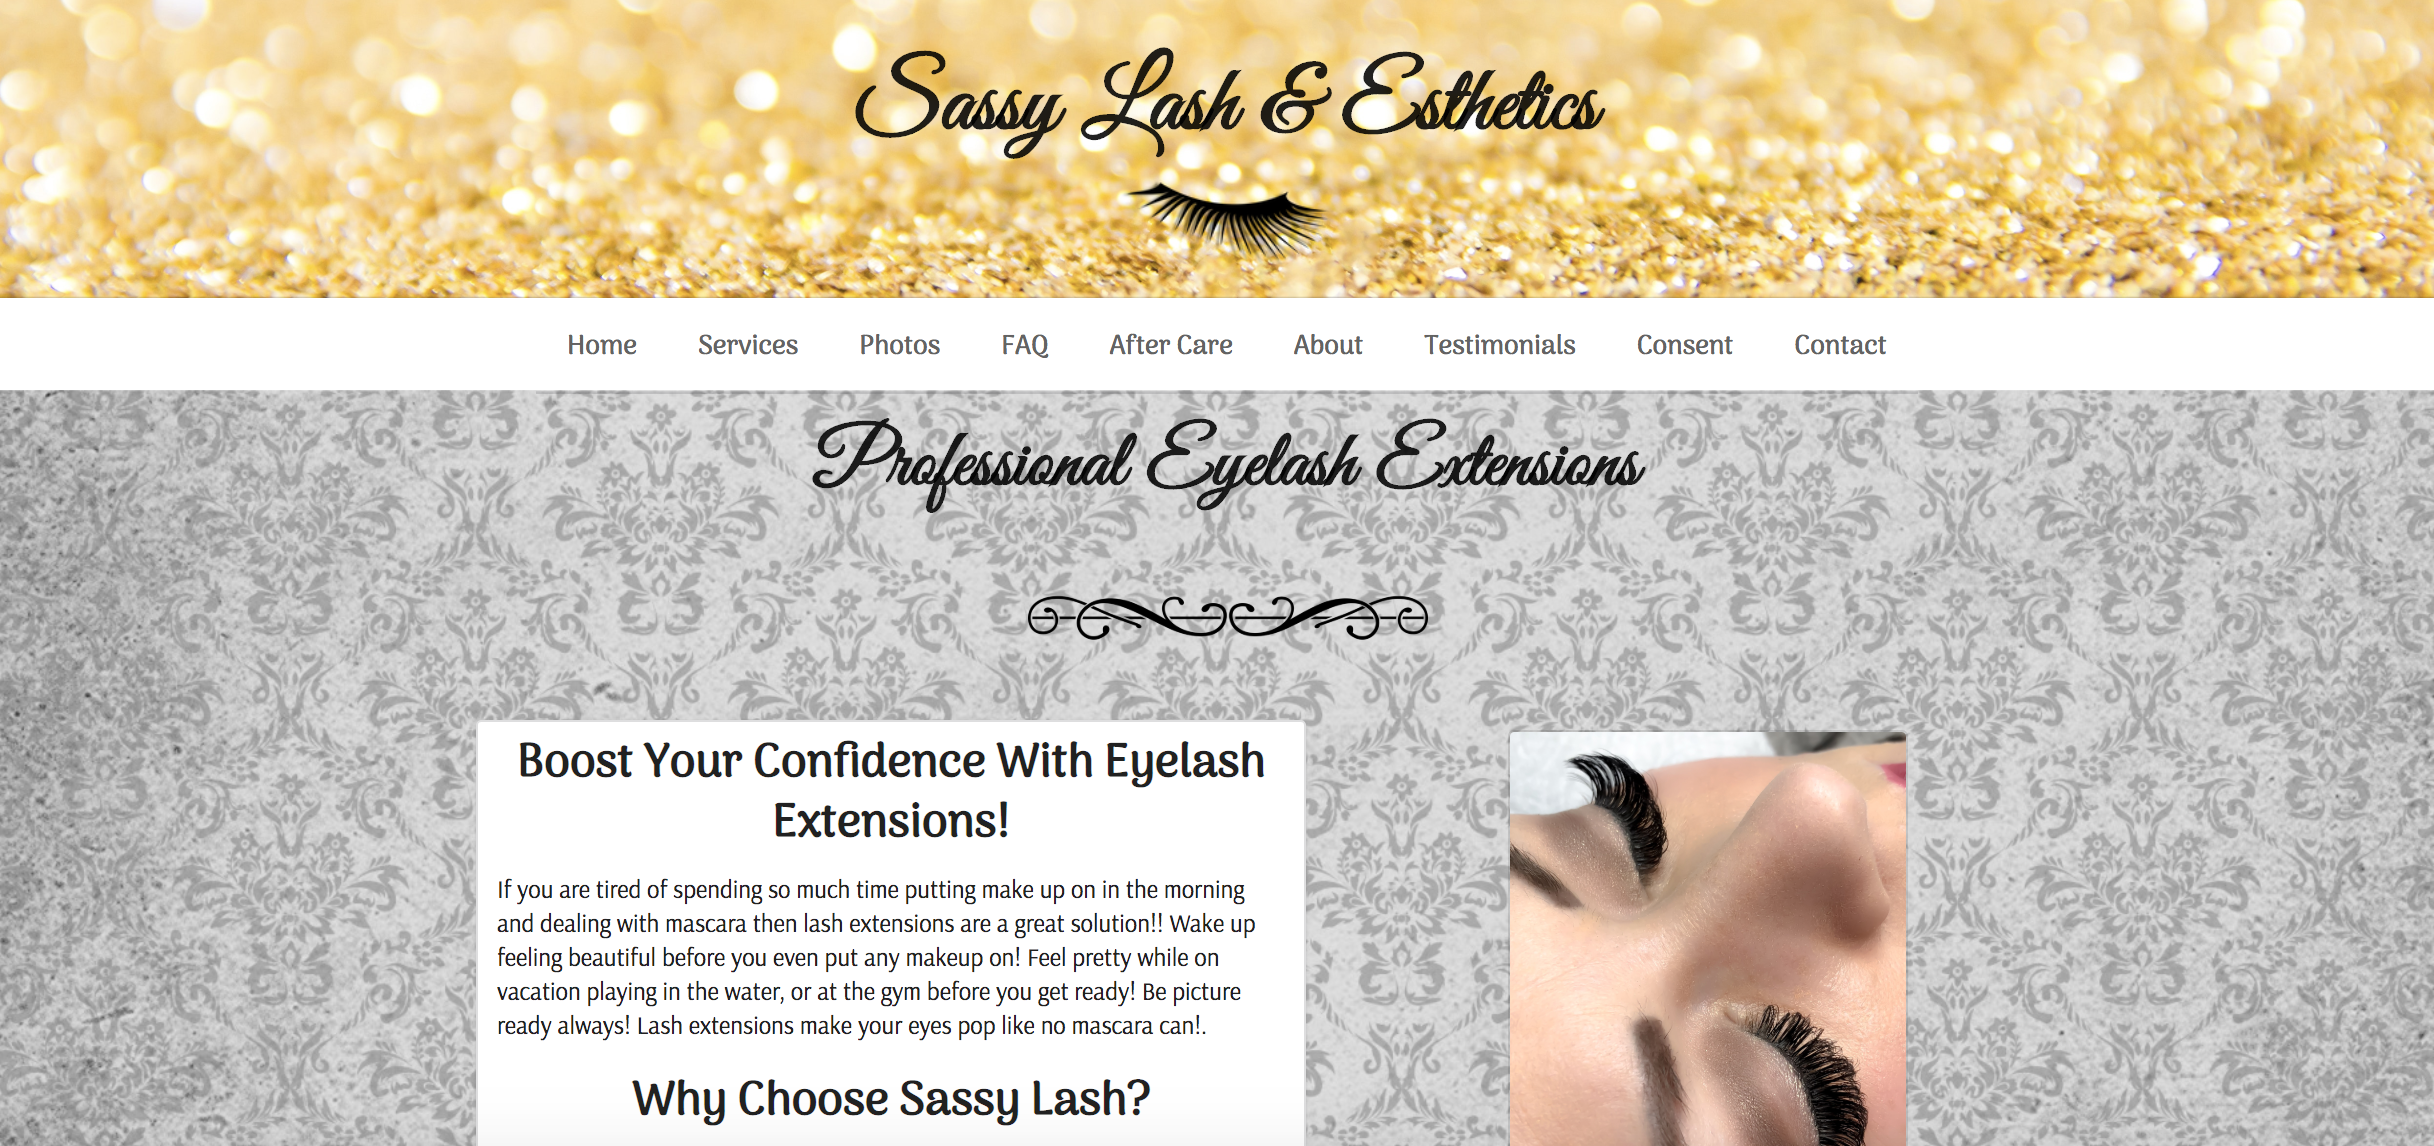 Sassy Lash & Esthetics
Home Services Photos FAQ After Care About Testimonials Consent Contact
Professional Eyelash Extensions
Boost Your Confidence With Eyelash
Extensions!
If you are tired of spending so much time putting make up on in the morning
and dealing with mascara then lash extensions are a great solution!! Wake up
feeling beautiful before you even put any makeup on! Feel pretty while on
vacation playing in the water, or at the gym before you get ready! Be picture
ready always! Lash extensions make your eyes pop like no mascara can!.
Why Choose Sassy Lash?